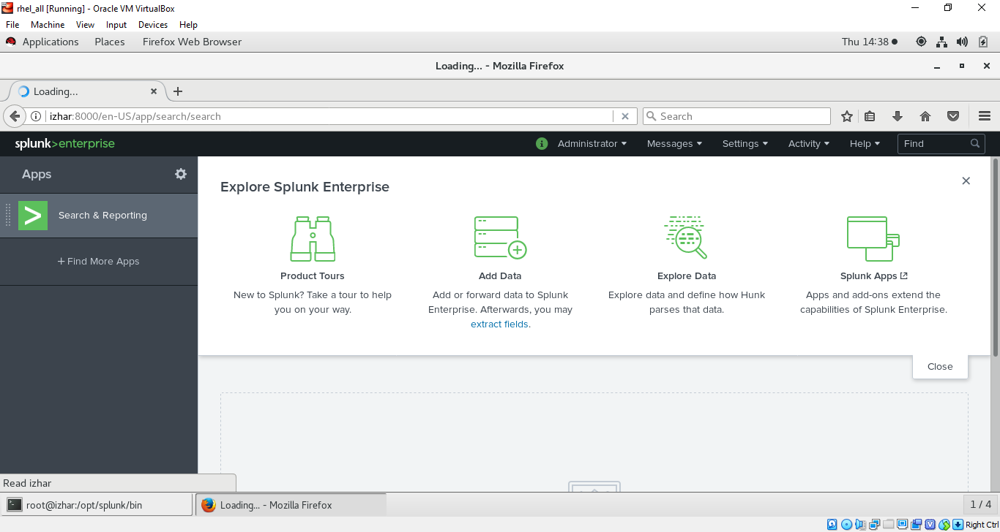 rhel_all [Running] - Oracle VM VirtualBox
File Machine View Input Devices Help
Applications Places Firefox Web Browser Thu 14:38
Loading... - Mozilla Firefox
Loading...
izhar:8000/en-US/app/search/search Search
splunk>enterprise Administrator Messages Settings Activity Help Find
Apps
Search & Reporting
+ Find More Apps
Explore Splunk Enterprise
Product Tours
New to Splunk? Take a tour to help
you on your way.
Add Data
Add or forward data to Splunk
Enterprise. Afterwards, you may
extract fields.
Explore Data
Explore data and define how Hunk
parses that data.
Splunk Apps
Apps and add-ons extend the
capabilities of Splunk Enterprise.
Close
Read izhar
root@izhar:/opt/splunk/bin Loading... - Mozilla Firefox 1 / 4
Right Ctrl